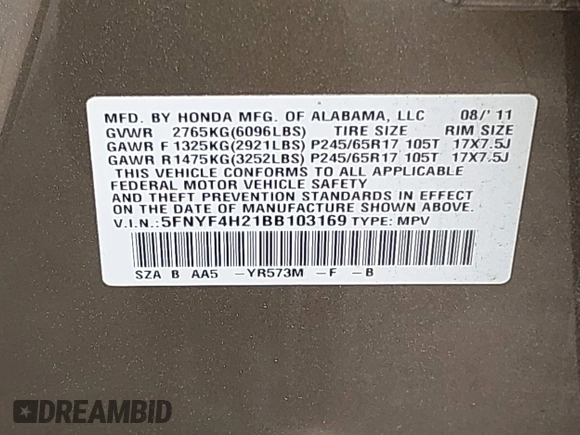 MFD. BY HONDA MFG. OF ALABAMA, LLC 08/'11
GVWR 2765KG(6096LBS) TIRE SIZE RIM SIZE
GAWR F 1325KG(2921LBS) P245/65R17 105T 17X7.5J
GAWR R 1475KG(3252LBS) P245/65R17 105T 17X7.5J
THIS VEHICLE CONFORMS TO ALL APPLICABLE
FEDERAL MOTOR VEHICLE SAFETY
AND THEFT PREVENTION STANDARDS IN EFFECT
ON THE DATE OF MANUFACTURE SHOWN ABOVE.
V.I.N.:5FNYF4H21BB103169 TYPE: MPV
SZA B AA5 -YR573M -F -B
DREAMBID